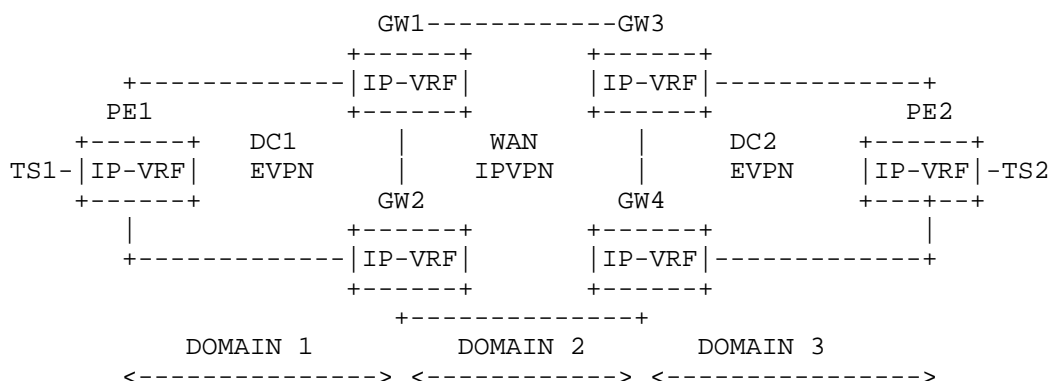 GW1------------GW3
+------+ +------+
+-------------|IP-VRF| |IP-VRF|-------------+
PE1 +------+ +------+ PE2
+------+ DC1 | WAN | DC2 +------+
TS1-|IP-VRF| EVPN | IPVPN | EVPN |IP-VRF|-TS2
+------+ GW2 GW4 +---+--+
| +------+ +------+ |
+-------------|IP-VRF| |IP-VRF|-------------+
+------+ +------+
+--------------+
DOMAIN 1 DOMAIN 2 DOMAIN 3
<---------------> <-------------> <---------------->